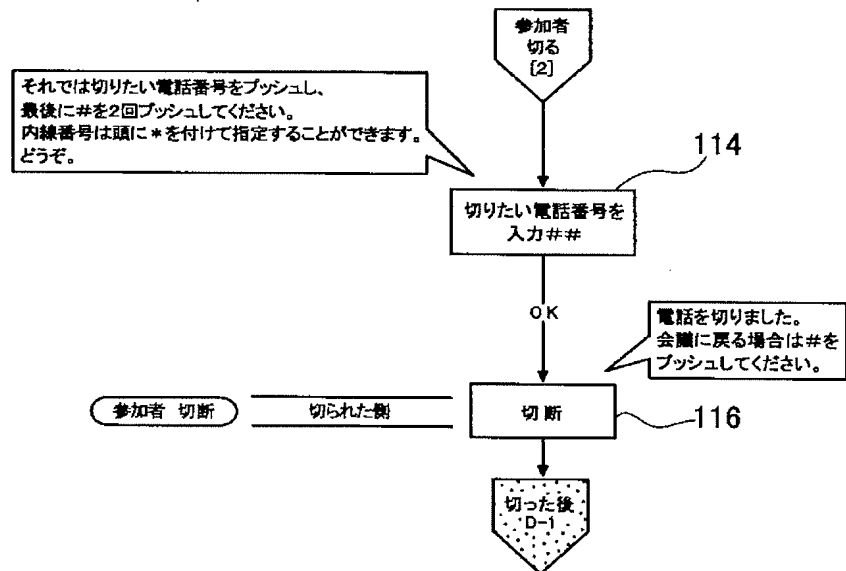 参加者
切る
[2]
それでは切りたい電話番号をプッシュし、
最後に#を2回プッシュしてください。
内線番号は頭に*を付けて指定することができます。
どうぞ。
114
切りたい電話番号を
入力##
OK
電話を切りました。
会議に戻る場合は#を
プッシュしてください。
参加者 切断
切られた側
切断
116
切った後
D-1